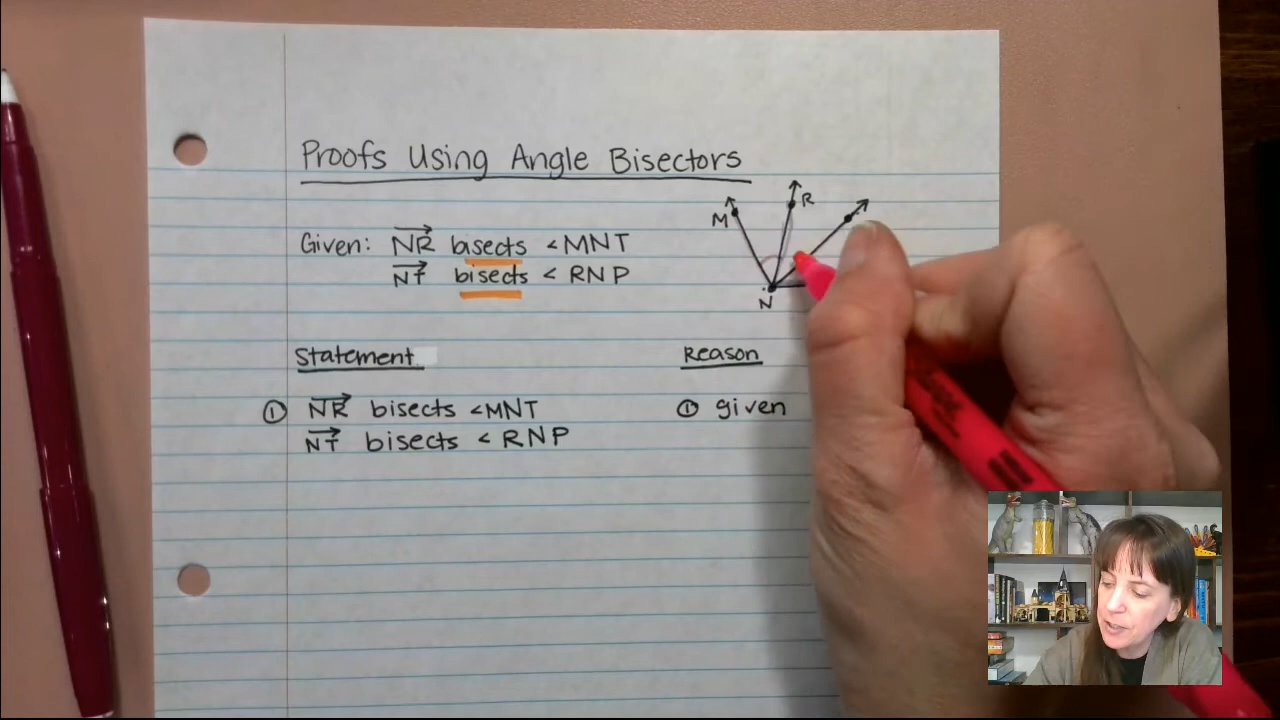 Proofs Using Angle Bisectors
R
M
Given: NR bisects <MNT
NT bisects < RNP
N
Statement
Reason
① NR bisects <MNT
① given
NT bisects < RNP